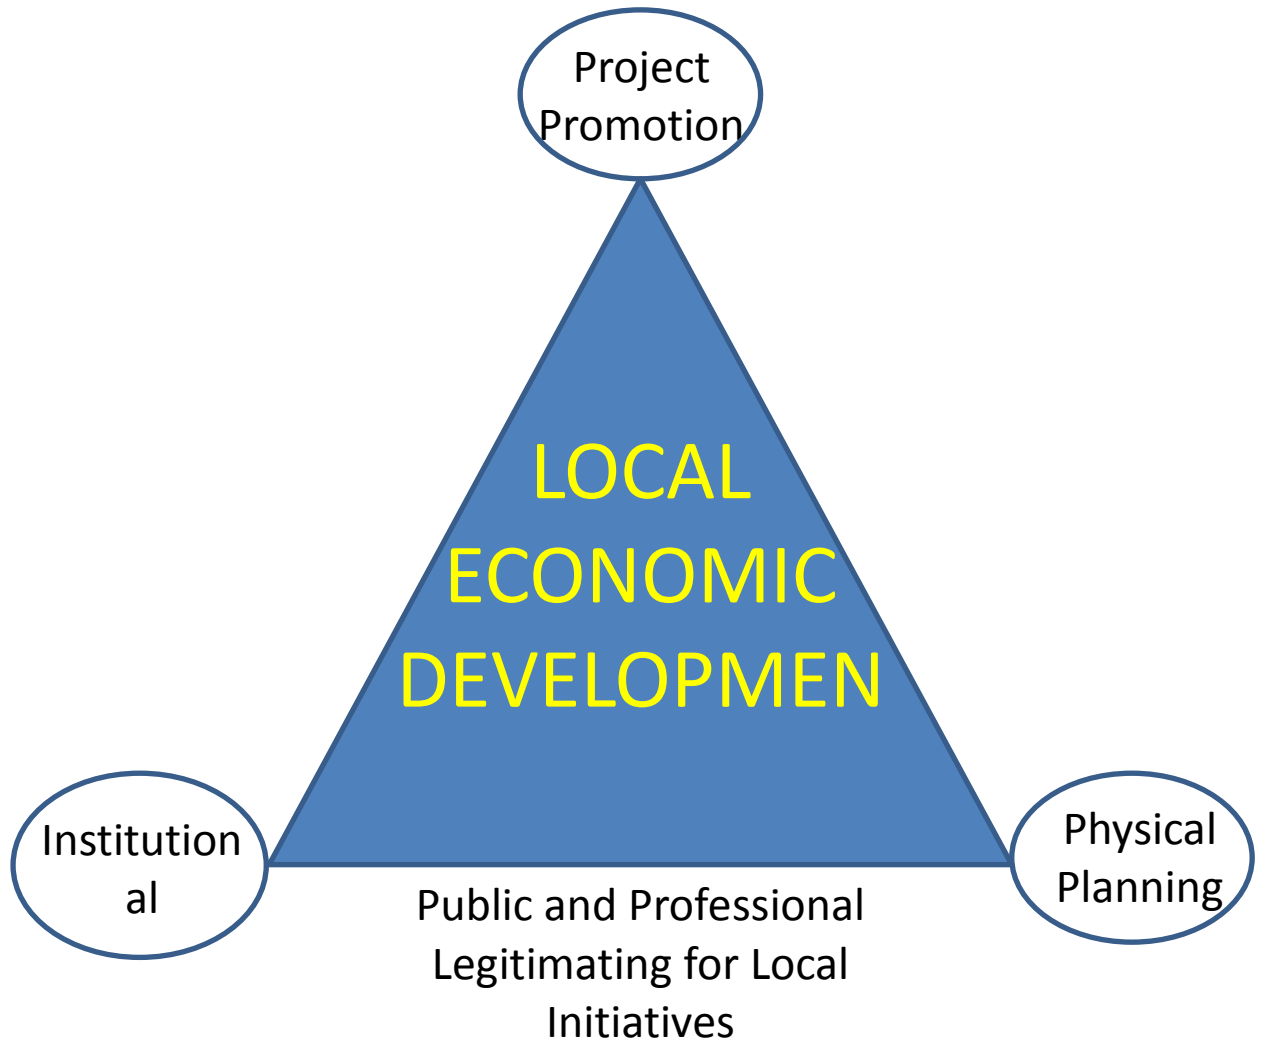 Project
Promotion
LOCAL
ECONOMIC
DEVELOPMEN
Institution
al
Physical
Planning
Public and Professional
Legitimating for Local
Initiatives